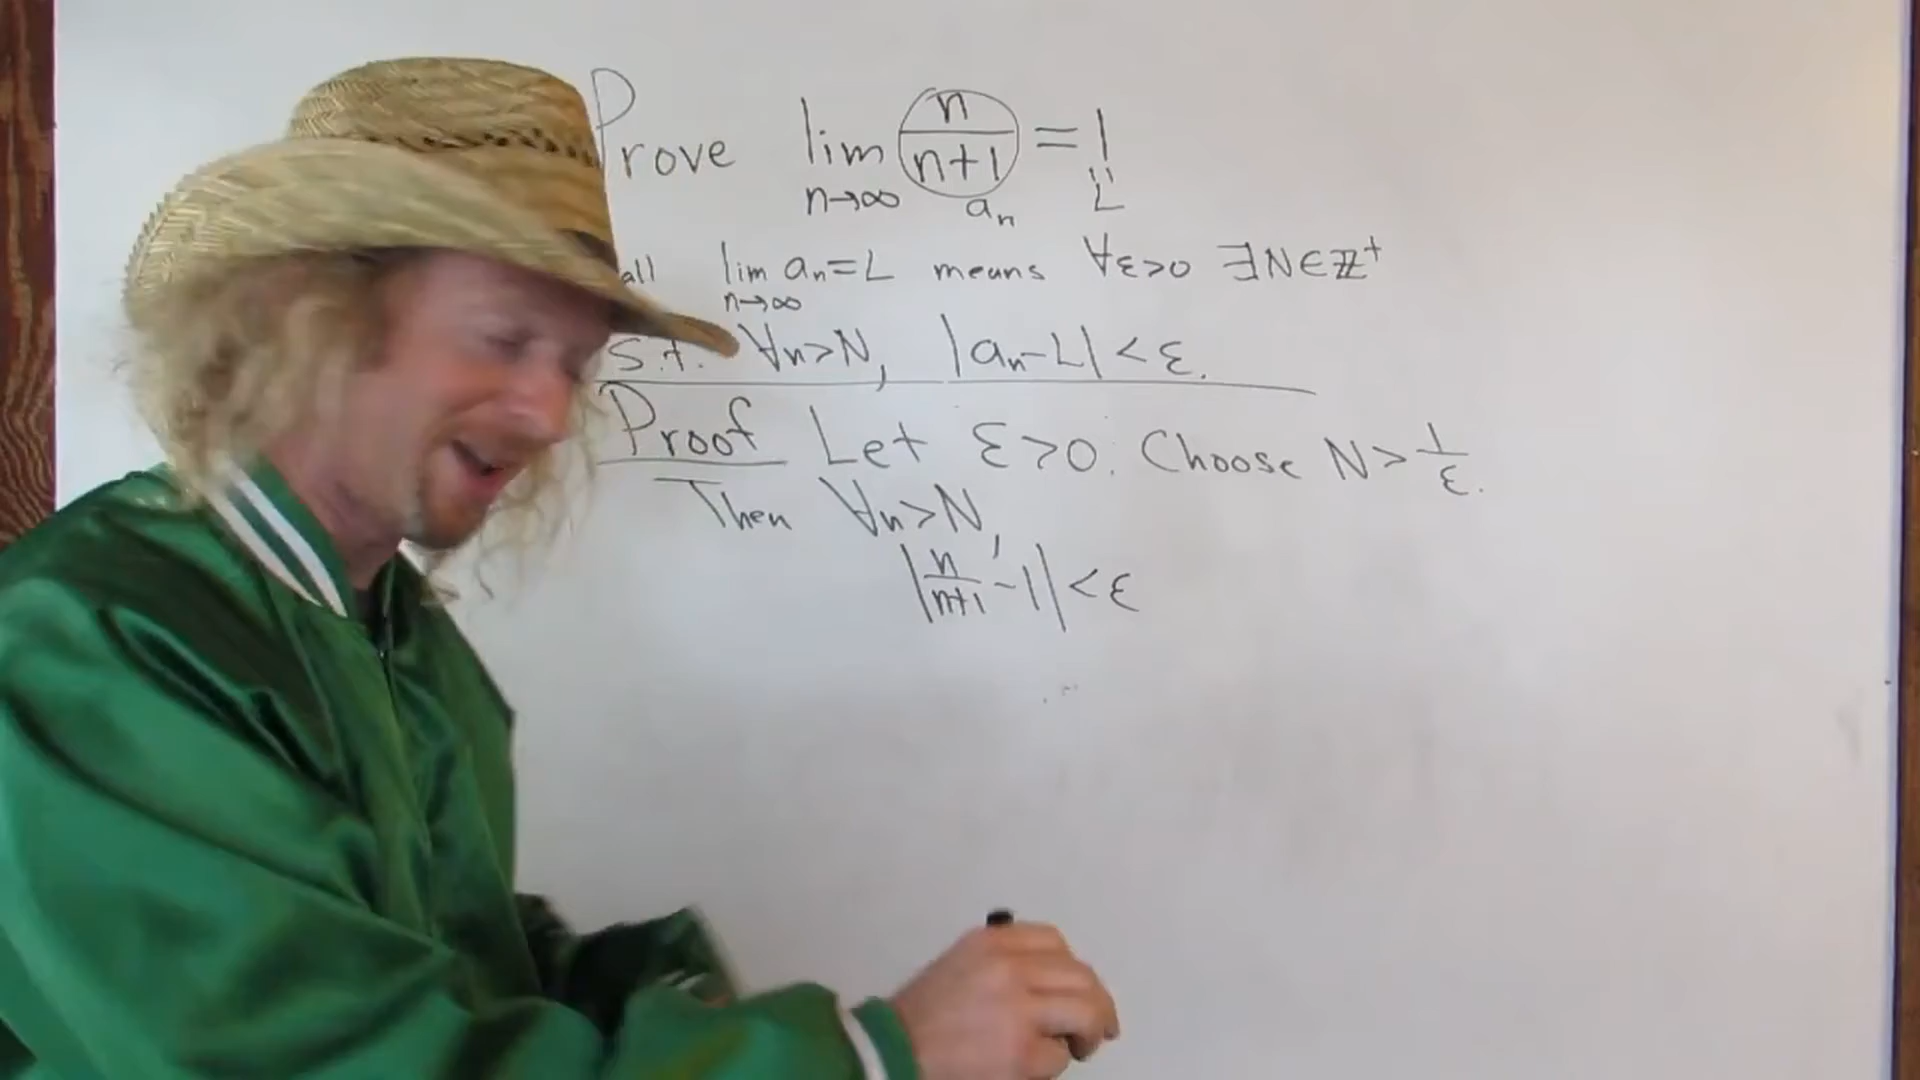 Prove lim n→∞ n/n+1 = 1
aₙ L
all lim n→∞ aₙ = L means ∀ε>0 ∃N∈ℤ⁺
s.t. ∀n>N, |aₙ-L| < ε.
Proof Let ε>0. Choose N > 1/ε.
Then ∀n>N,
|n/n+1 - 1| < ε